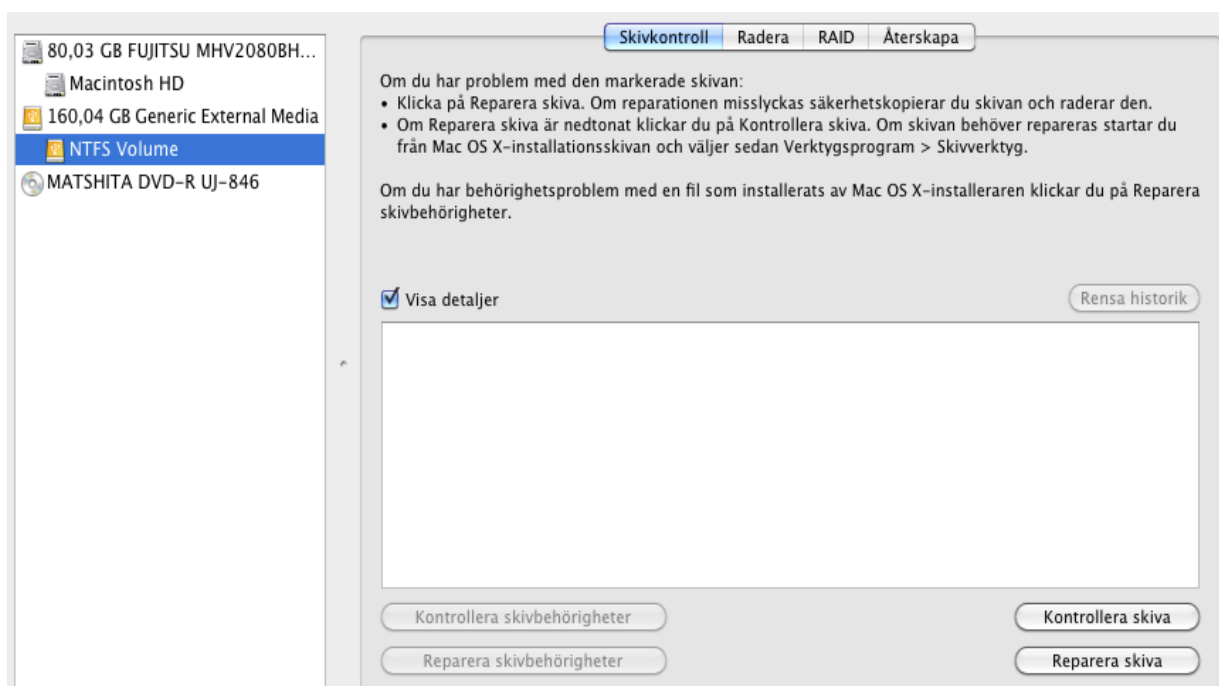 80,03 GB FUJITSU MHV2080BH...
Macintosh HD
160,04 GB Generic External Media
NTFS Volume
MATSHITA DVD-R UJ-846
Skivkontroll
Radera
RAID
Återskapa
Om du har problem med den markerade skivan:
• Klicka på Reparera skiva. Om reparationen misslyckas säkerhetskopierar du skivan och raderar den.
• Om Reparera skiva är nedtonat klickar du på Kontrollera skiva. Om skivan behöver repareras startar du
från Mac OS X-installationsskivan och väljer sedan Verktygsprogram > Skivverktyg.
Om du har behörighetsproblem med en fil som installerats av Mac OS X-installeraren klickar du på Reparera
skivbehörigheter.
Visa detaljer
Rensa historik
Kontrollera skivbehörigheter
Kontrollera skiva
Reparera skivbehörigheter
Reparera skiva